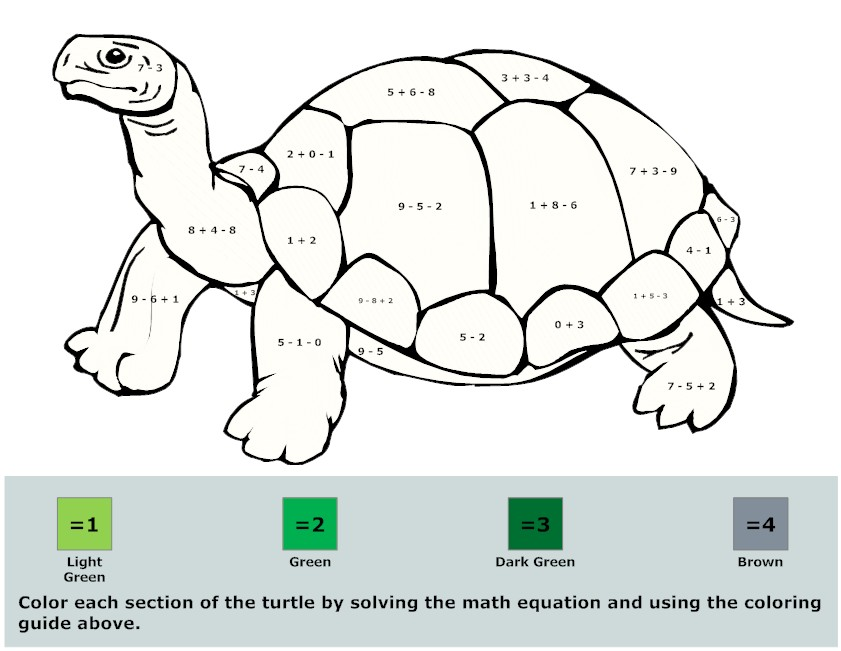 7 - 3
3 + 3 - 4
5 + 6 - 8
2 + 0 - 1
7 - 4
7 + 3 - 9
9 - 5 - 2
1 + 8 - 6
6 - 3
8 + 4 - 8
1 + 2
4 - 1
1 + 3
9 - 6 + 1
9 - 8 + 2
1 + 5 - 3
1 + 3
0 + 3
5 - 2
5 - 1 - 0
9 - 5
7 - 5 + 2
=1
=2
=3
=4
Light
Green
Green
Dark Green
Brown
Color each section of the turtle by solving the math equation and using the coloring
guide above.